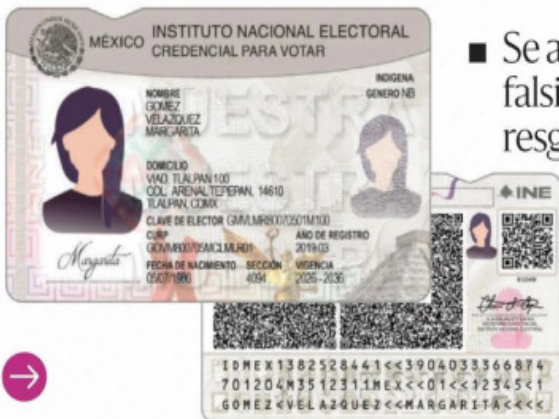 MÉXICO
INSTITUTO NACIONAL ELECTORAL
CREDENCIAL PARA VOTAR
INDIGENA
GENERO NB
NOMBRE
GOMEZ
VELAZQUEZ
MARGARITA
DOMICILIO
VIAD. TLALPAN 100
COL. ARENAL TEPEPAN, 14610
TLALPAN, CDMX
CLAVE DE ELECTOR GMVLMR80070501M100
CURP
GOVM800705MCLMLR01
AÑO DE REGISTRO
2019 03
FECHA DE NACIMIENTO
05/07/1980
SECCIÓN
4094
VIGENCIA
2026 - 2036
MUESTRA
Margarita
■ Se a
falsi
resg
INE
IDMEX1382528441<<3904033366874
701204M3512311MEX<<01<<12345<1
GOMEZ<VELAZQUEZ<<MARGARITA<<<<